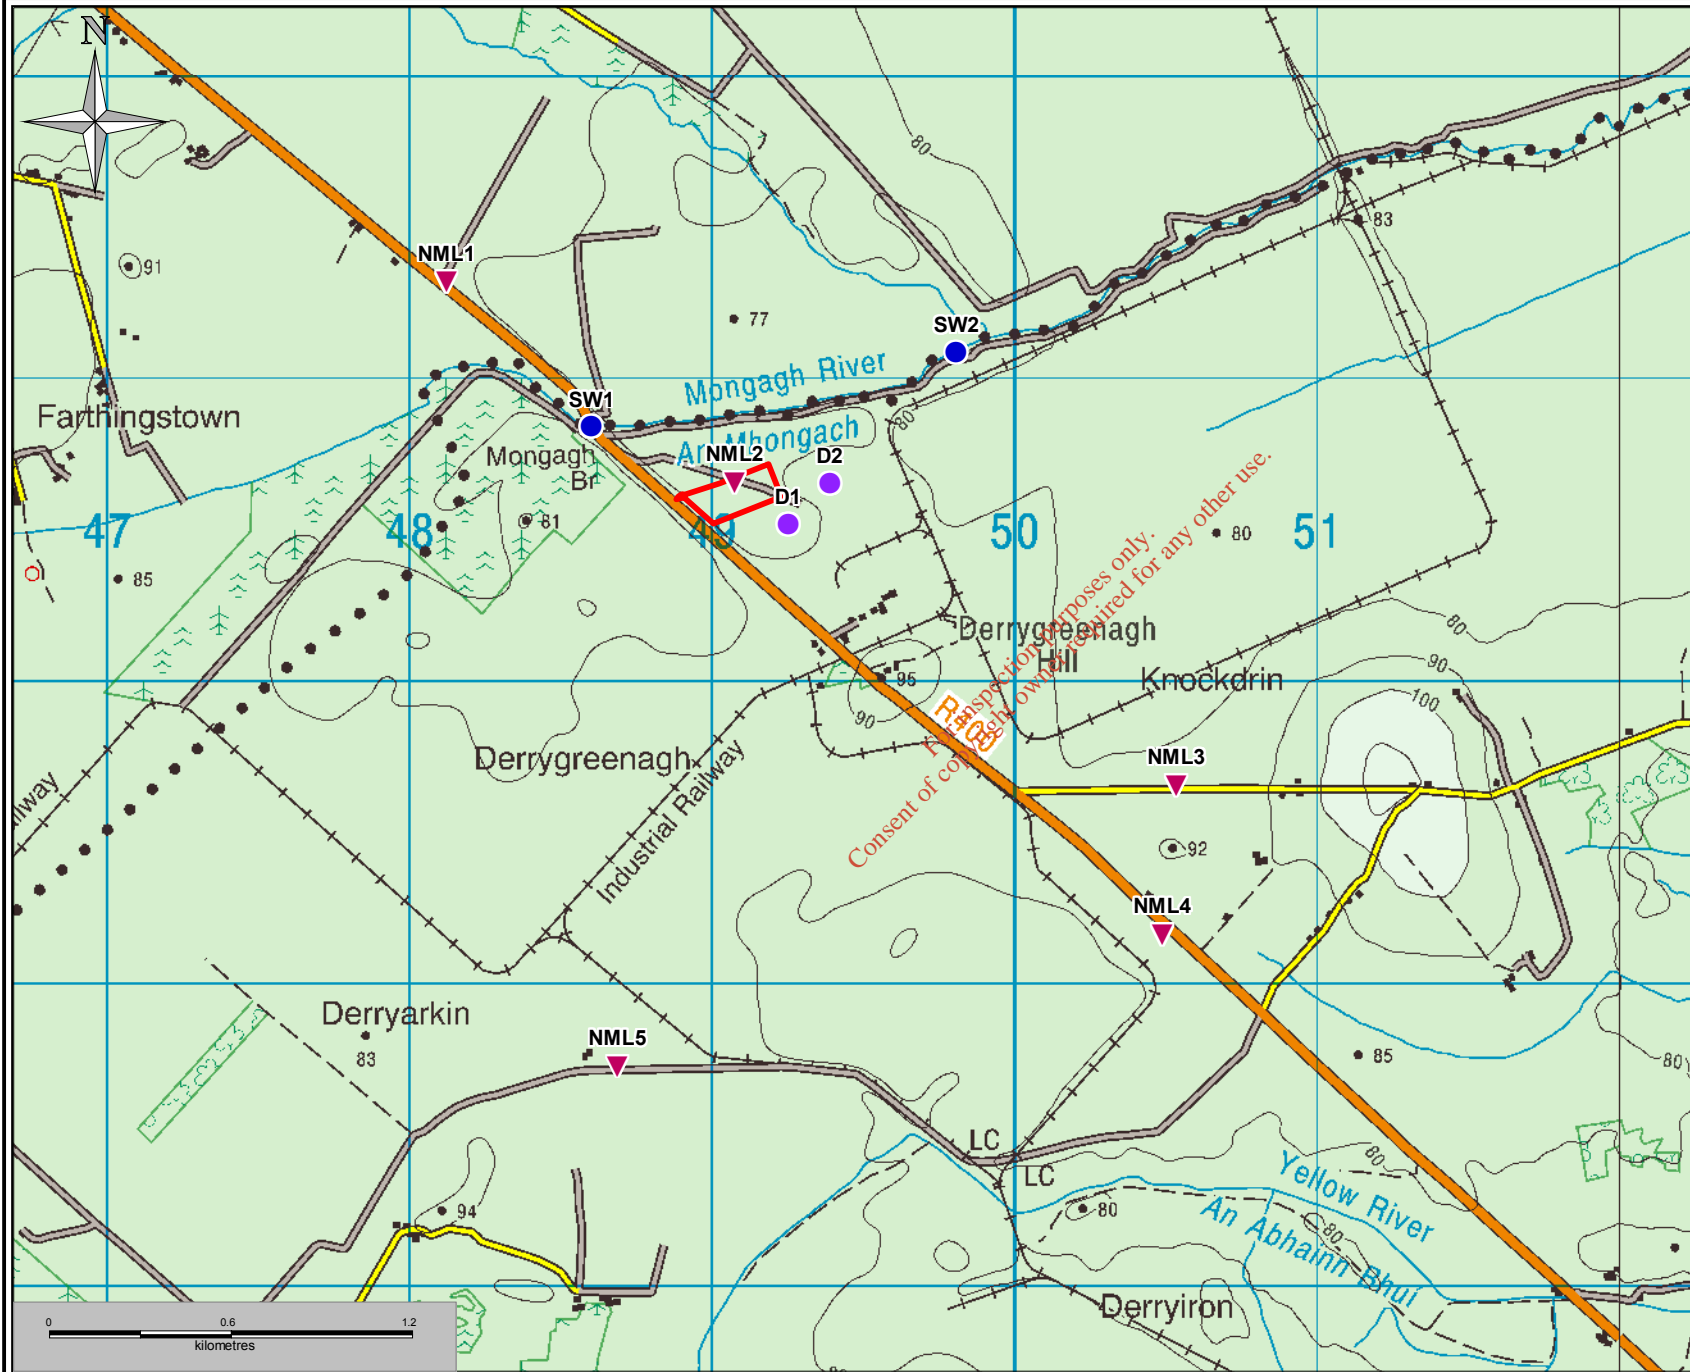 N
80
91
83
NML1
77
SW2
Mongagh River
SW1
Farthingstown
80
An Mhongach
Mongagh
Br
NML2
D2
D1
81
47
48
49
50
51
80
85
Derrygreenagh
Hill
80
Knockdrin
90
100
95
90
R400
For inspection purposes only.
Consent of copyright owner required for any other use.
Derrygreenagh
NML3
Industrial Railway
92
NML4
Derryarkin
83
NML5
85
80
LC
LC
80
Yellow River
An Abhainn Bhuí
94
80
80
Derryiron
0 0.6 1.2
kilometres